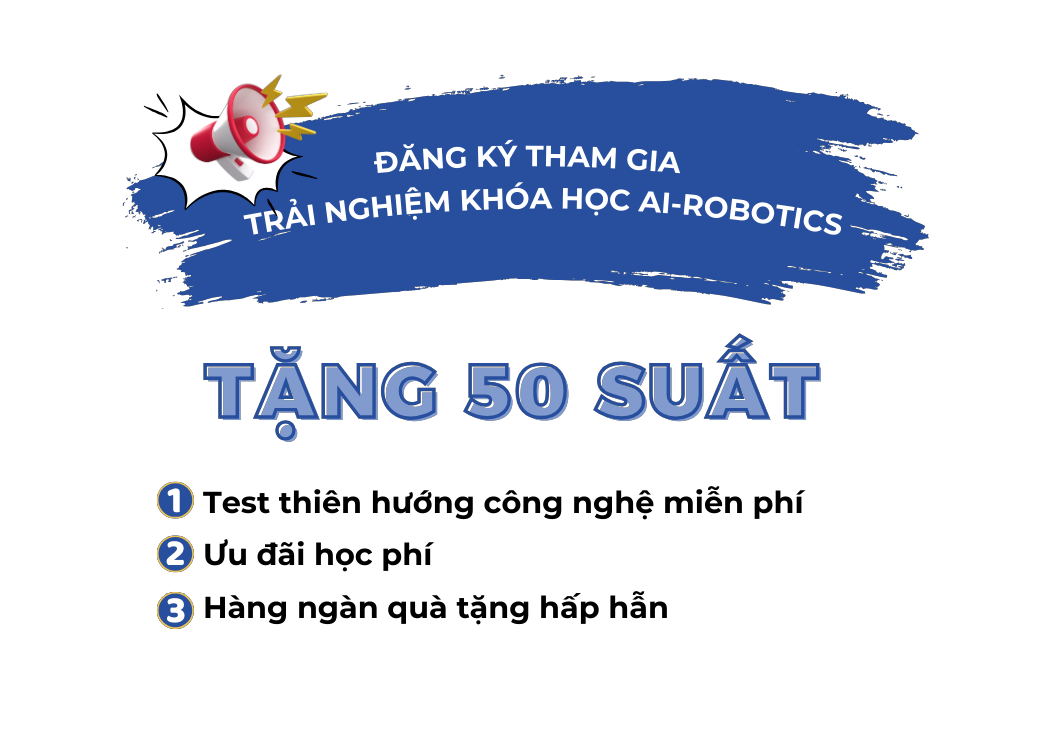 ĐĂNG KÝ THAM GIA
TRẢI NGHIỆM KHÓA HỌC AI-ROBOTICS
TẶNG 50 SUẤT
1 Test thiên hướng công nghệ miễn phí
2 Ưu đãi học phí
3 Hàng ngàn quà tặng hấp hẫn